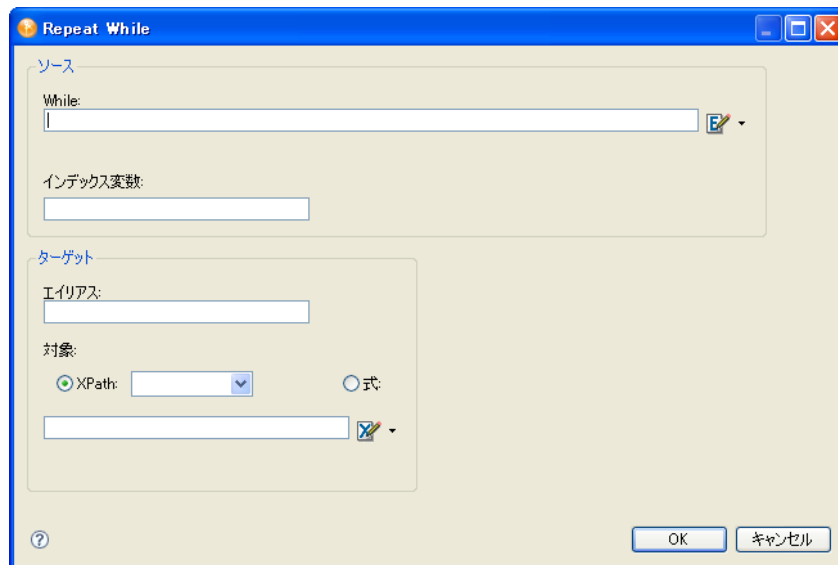 Repeat While
ソース
While:
インデックス変数:
ターゲット
エイリアス:
対象:
XPath: 式:
OK キャンセル